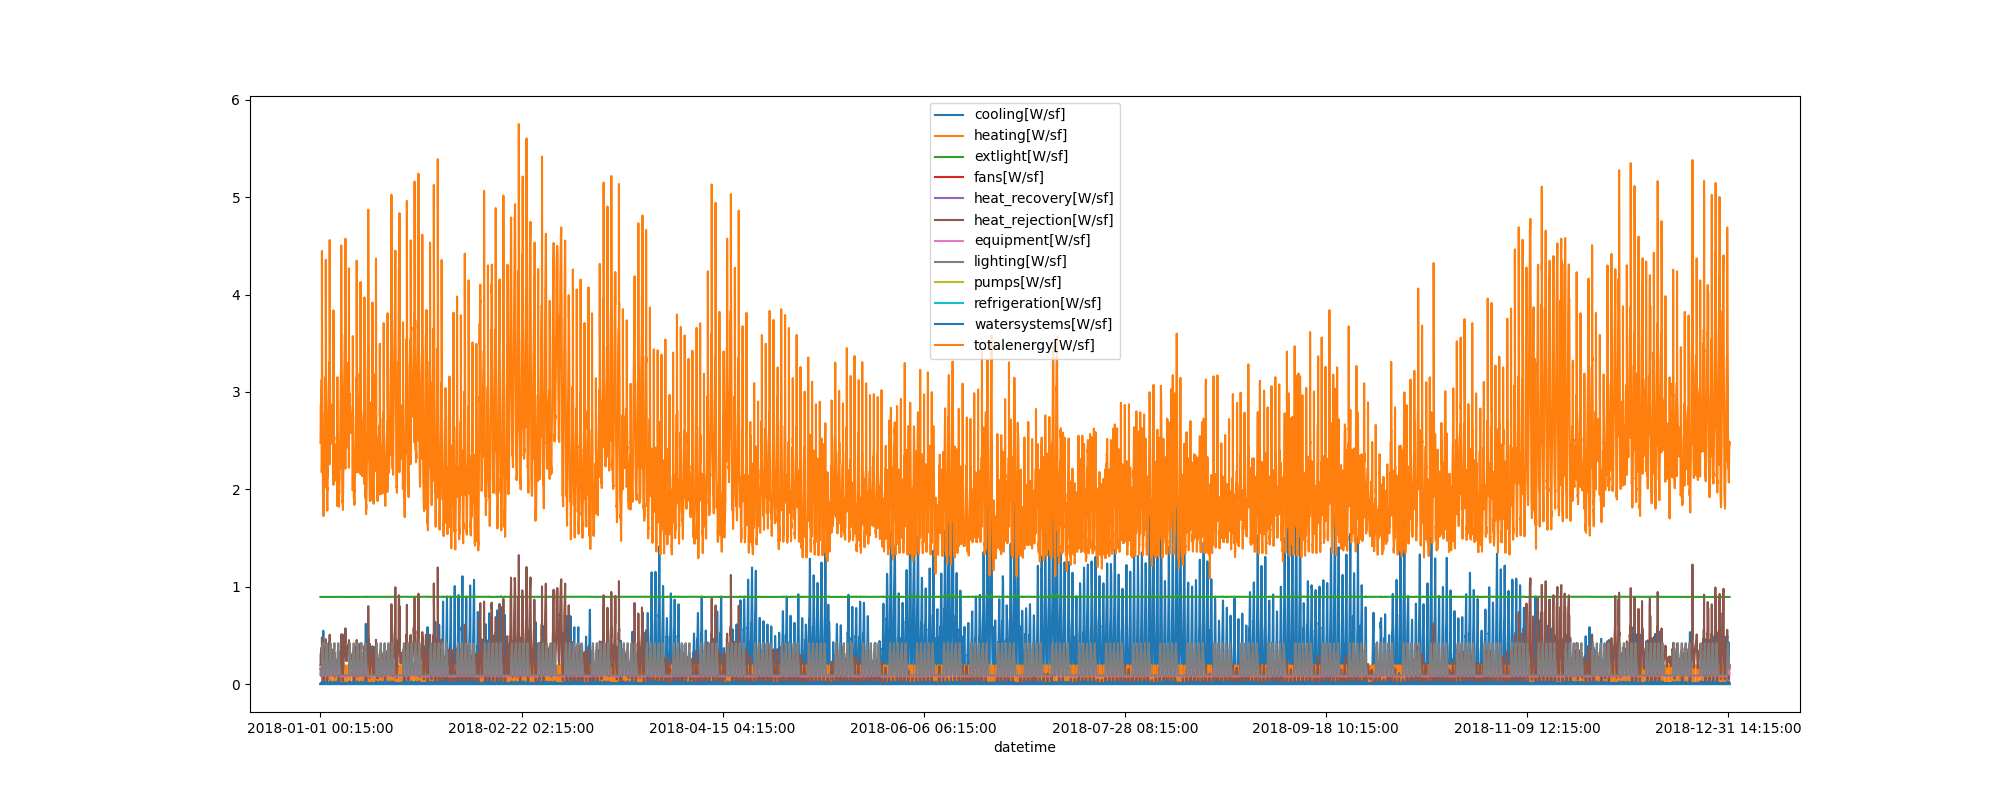 6
5
4
3
2
1
0
cooling[W/sf]
heating[W/sf]
extlight[W/sf]
fans[W/sf]
heat_recovery[W/sf]
heat_rejection[W/sf]
equipment[W/sf]
lighting[W/sf]
pumps[W/sf]
refrigeration[W/sf]
watersystems[W/sf]
totalenergy[W/sf]
2018-01-01 00:15:00 2018-02-22 02:15:00 2018-04-15 04:15:00 2018-06-06 06:15:00 2018-07-28 08:15:00 2018-09-18 10:15:00 2018-11-09 12:15:00 2018-12-31 14:15:00
datetime